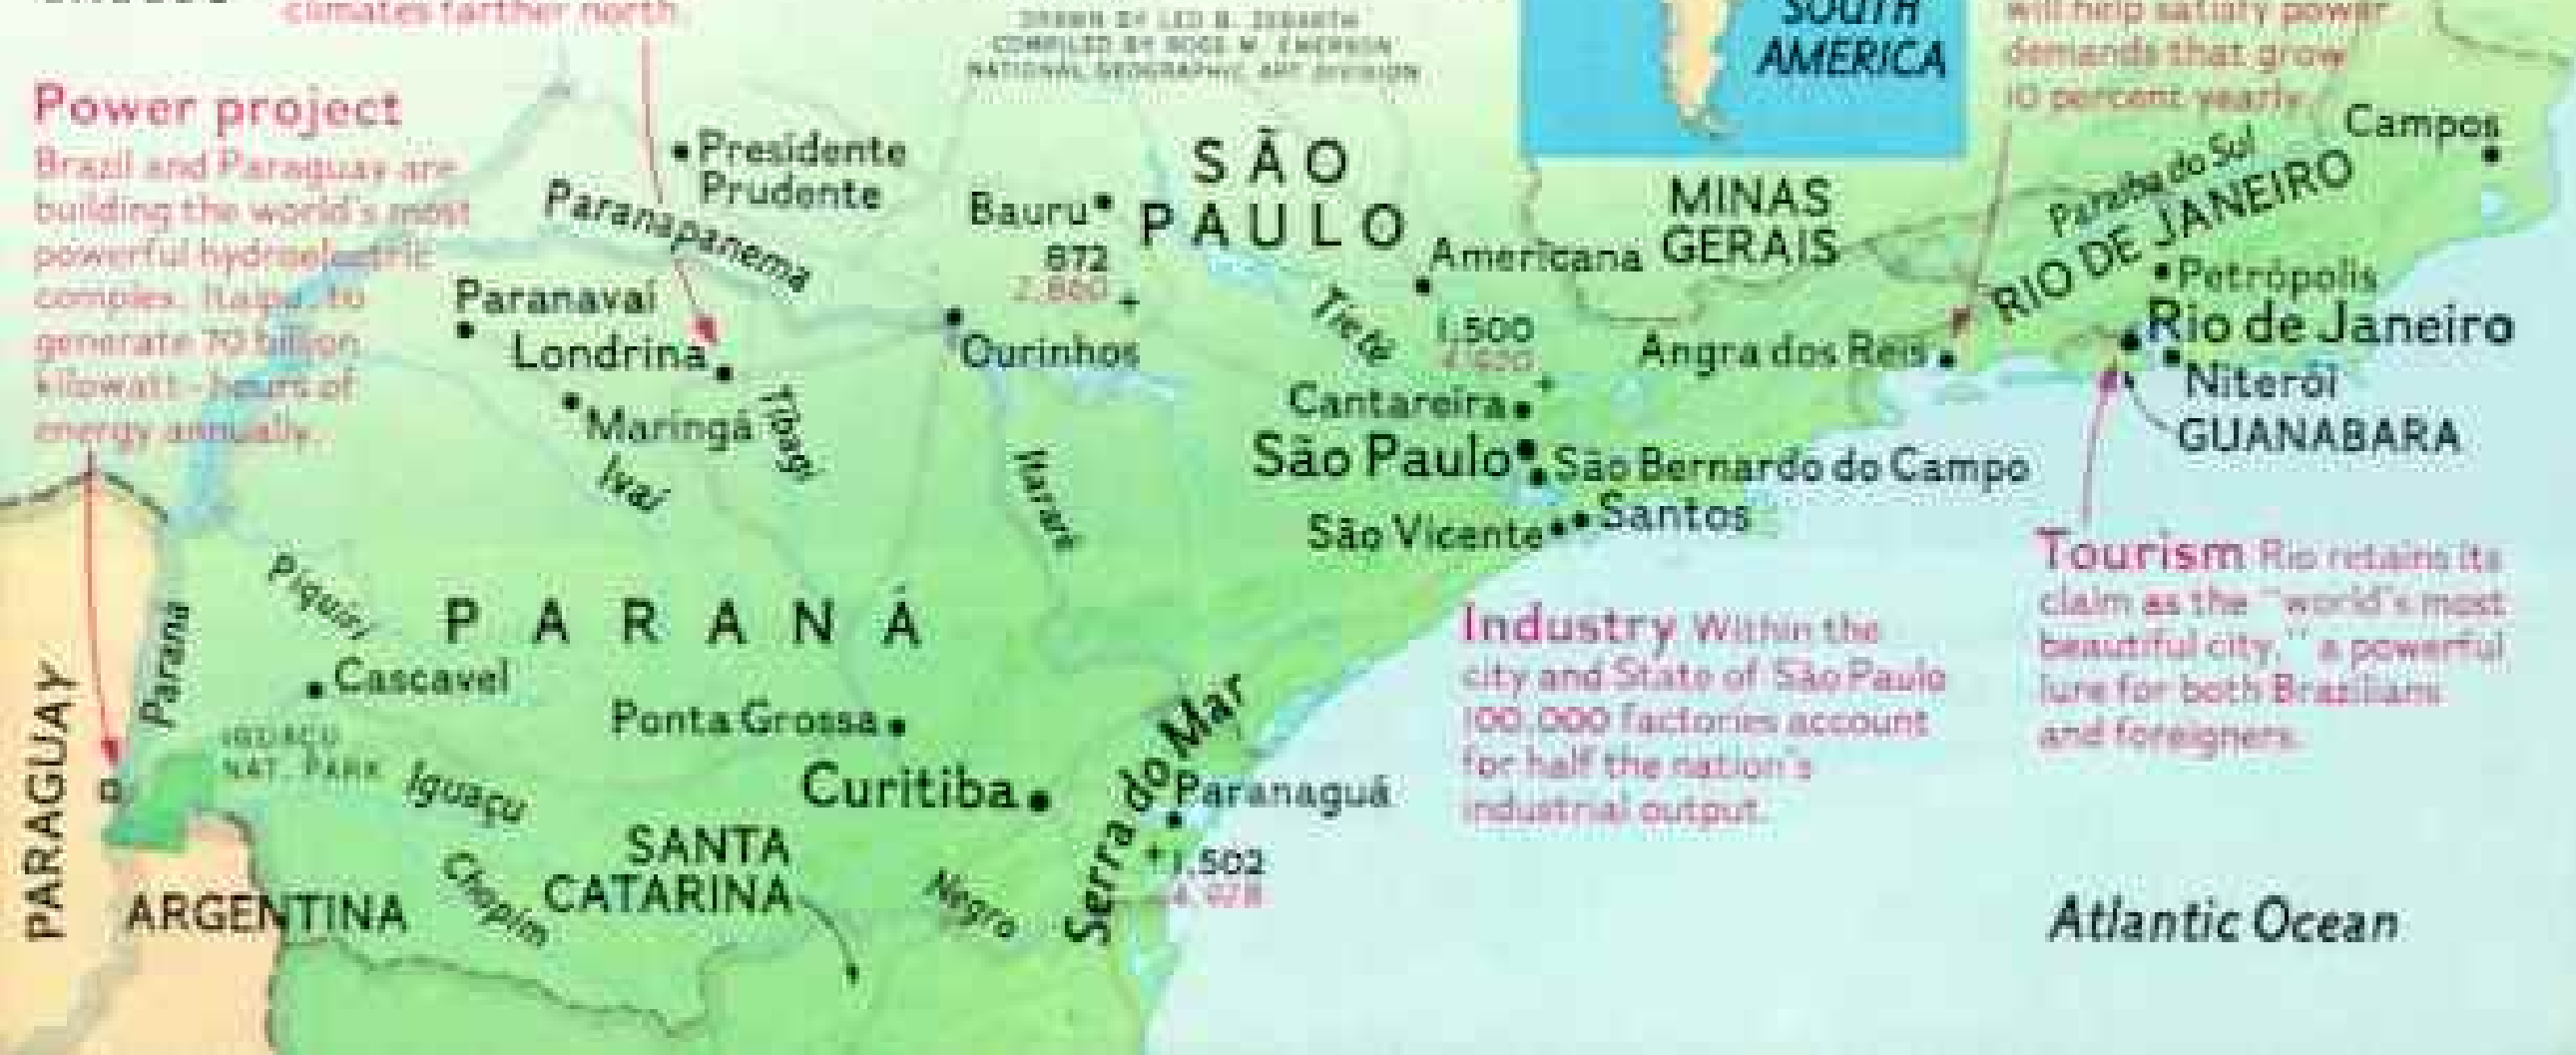 climates farther north.
DRAWN BY LEO B. ZEBARTH
COMPILED BY ROSS W. EMERSON
NATIONAL GEOGRAPHIC ART DIVISION
SOUTH
AMERICA
will help satisfy power
demands that grow
10 percent yearly.
Power project
Brazil and Paraguay are
building the world's most
powerful hydroelectric
complex, Itaipú, to
generate 70 billion
kilowatt-hours of
energy annually.
Presidente
Prudente
Paranapanema
Bauru
872
2,860
SÃO
PAULO
Americana
MINAS
GERAIS
Paraíba do Sul
RIO DE JANEIRO
Campos
Petrópolis
Rio de Janeiro
Niterói
GUANABARA
Angra dos Reis
Paranavaí
Londrina
Maringá
Tibagi
Ivaí
Ourinhos
Tietê
1,500
Cantareira
São Paulo
São Bernardo do Campo
Santos
São Vicente
Itararé
Piquiri
PARANÁ
Paraná
Cascavel
Ponta Grossa
Curitiba
IGUAÇU
NAT. PARK
Iguaçu
PARAGUAY
ARGENTINA
Chopim
SANTA
CATARINA
Negro
Serra do Mar
Paranaguá
1,502
Industry Within the
city and State of São Paulo
100,000 factories account
for half the nation's
industrial output.
Tourism Rio retains its
claim as the "world's most
beautiful city," a powerful
lure for both Brazilians
and foreigners.
Atlantic Ocean